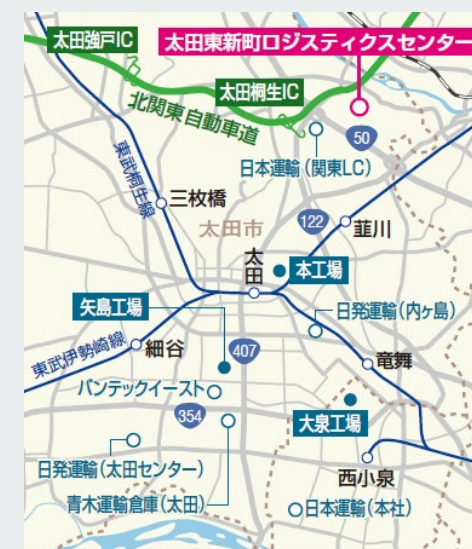 太田強戸IC
太田東新町ロジスティクスセンター
太田桐生IC
北関東自動車道
50
日本運輸(関東LC)
東武桐生線
三枚橋
太田市
122
韮川
太田
本工場
矢島工場
日発運輸(内ヶ島)
東武伊勢崎線
細谷
407
竜舞
バンテックイースト
354
大泉工場
日発運輸(太田センター)
西小泉
青木運輸倉庫(太田)
日本運輸(本社)